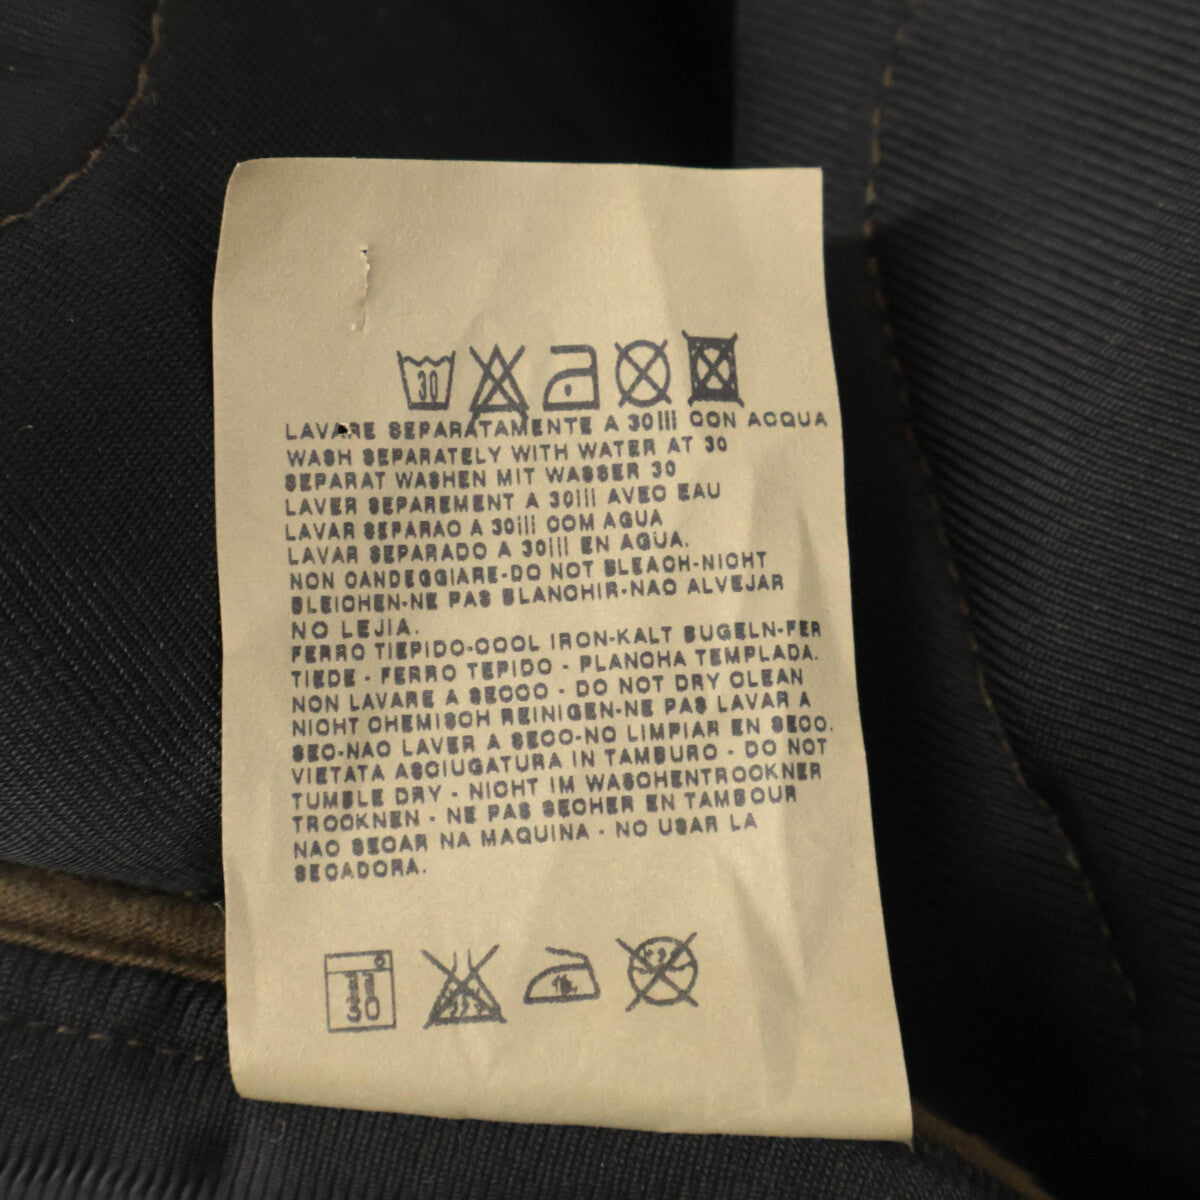 30
LAVARE SEPARATAMENTE A 30||| CON ACQUA
WASH SEPARATELY WITH WATER AT 30
SEPARAT WASHEN MIT WASSER 30
LAVER SEPAREMENT A 30||| AVEC EAU
LAVAR SEPARAO A 30||| COM AGUA
LAVAR SEPARADO A 30||| EN AGUA.
NON CANDEGGIARE-DO NOT BLEACH-NICHT
BLEICHEN-NE PAS BLANCHIR-NAO ALVEJAR
NO LEJIA.
FERRO TIEPIDO-COOL IRON-KALT BUGELN-FER
TIEDE - FERRO TEPIDO - PLANCHA TEMPLADA.
NON LAVARE A SECCO - DO NOT DRY CLEAN
NICHT CHEMISCH REINIGEN-NE PAS LAVAR A
SEC-NAO LAVER A SECO-NO LIMPIAR EN SECO.
VIETATA ASCIUGATURA IN TAMBURO - DO NOT
TUMBLE DRY - NICHT IM WASCHENTROCKNER
TROCKNEN - NE PAS SECHER EN TAMBOUR
NAO SECAR NA MAQUINA - NO USAR LA
SECADORA.
30